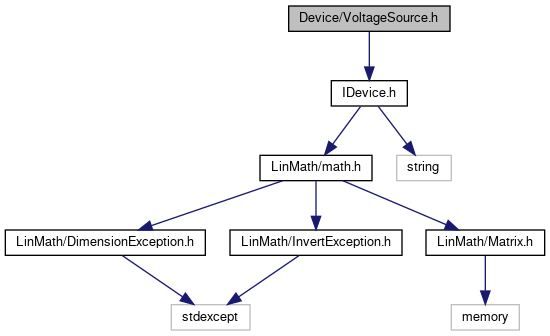 Device/VoltageSource.h
IDevice.h
LinMath/math.h
string
LinMath/DimensionException.h
LinMath/InvertException.h
LinMath/Matrix.h
stdexcept
memory